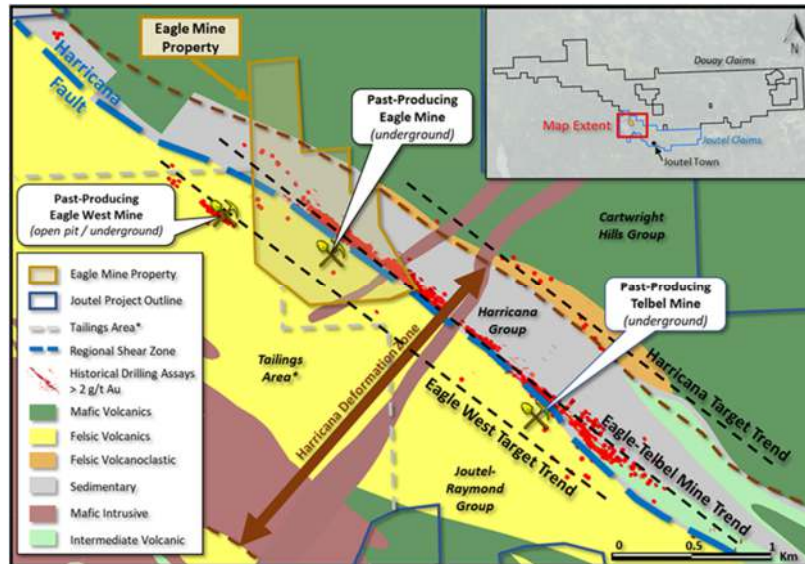 Eagle Mine
Property
Harricana
Fault
Past-Producing
Eagle Mine
(underground)
Past-Producing
Eagle West Mine
(open pit / underground)
Douay Claims
Map Extent
Joutel Claims
Joutel Town
N
Cartwright
Hills Group
Past-Producing
Telbel Mine
(underground)
Harricana
Group
Harricana Target Trend
Eagle-Telbel Mine Trend
Eagle West Target Trend
Harricana Deformation Zone
Tailings
Area*
Joutel-
Raymond
Group
Eagle Mine Property
Joutel Project Outline
Tailings Area*
Regional Shear Zone
Historical Drilling Assays
> 2 g/t Au
Mafic Volcanics
Felsic Volcanics
Felsic Volcanoclastic
Sedimentary
Mafic Intrusive
Intermediate Volcanic
0 0.5 1
Km